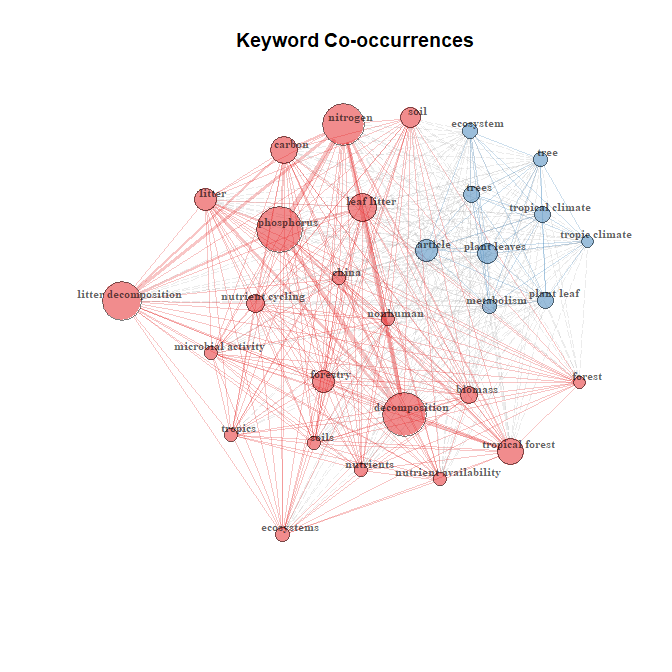 Keyword Co-occurrences
soil
nitrogen
ecosystem
carbon
tree
trees
litter
leaf litter
tropical climate
phosphorus
tropic climate
article
plant leaves
china
litter decomposition
nutrient cycling
plant leaf
metabolism
nonhuman
microbial activity
forestry
forest
biomass
decomposition
tropics
soils
tropical forest
nutrients
nutrient availability
ecosystems